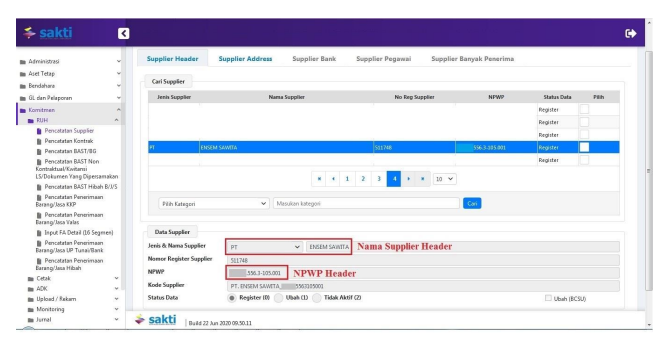 sakti
Administrasi
Aset Tetap
Bendahara
GL dan Pelaporan
Komitmen
RUH
Pencatatan Supplier
Pencatatan Kontrak
Pencatatan BAST/BG
Pencatatan BAST Non
Kontraktual/Kwitansi
LS/Dokumen Yang Dipersamakan
Pencatatan BAST Hibah B/J/S
Pencatatan Penerimaan
Barang/Jasa KKP
Pencatatan Penerimaan
Barang/Jasa Valas
Input FA Detail (16 Segmen)
Pencatatan Penerimaan
Barang/Jasa UP Tunai/Bank
Pencatatan Penerimaan
Barang/Jasa Hibah
Cetak
ADK
Upload / Rekam
Monitoring
Jurnal
Supplier Header Supplier Address Supplier Bank Supplier Pegawai Supplier Banyak Penerima
Cari Supplier
Jenis Supplier Nama Supplier No Reg Supplier NPWP Status Data Pilih
Register
Register
Register
PT ENSEM SAWITA 511748 556.3-105.001 Register
Register
« 1 2 3 4 » 10
Pilih Kategori Masukan kategori Cari
Data Supplier
Jenis & Nama Supplier PT ENSEM SAWITA Nama Supplier Header
Nomor Register Supplier 511748
NPWP .556.3-105.001 NPWP Header
Kode Supplier PT. ENSEM SAWITA_ 5563105001
Status Data Register (0) Ubah (1) Tidak Aktif (2) Ubah (BCSU)
sakti Build 22 Jun 2020 09.50.11